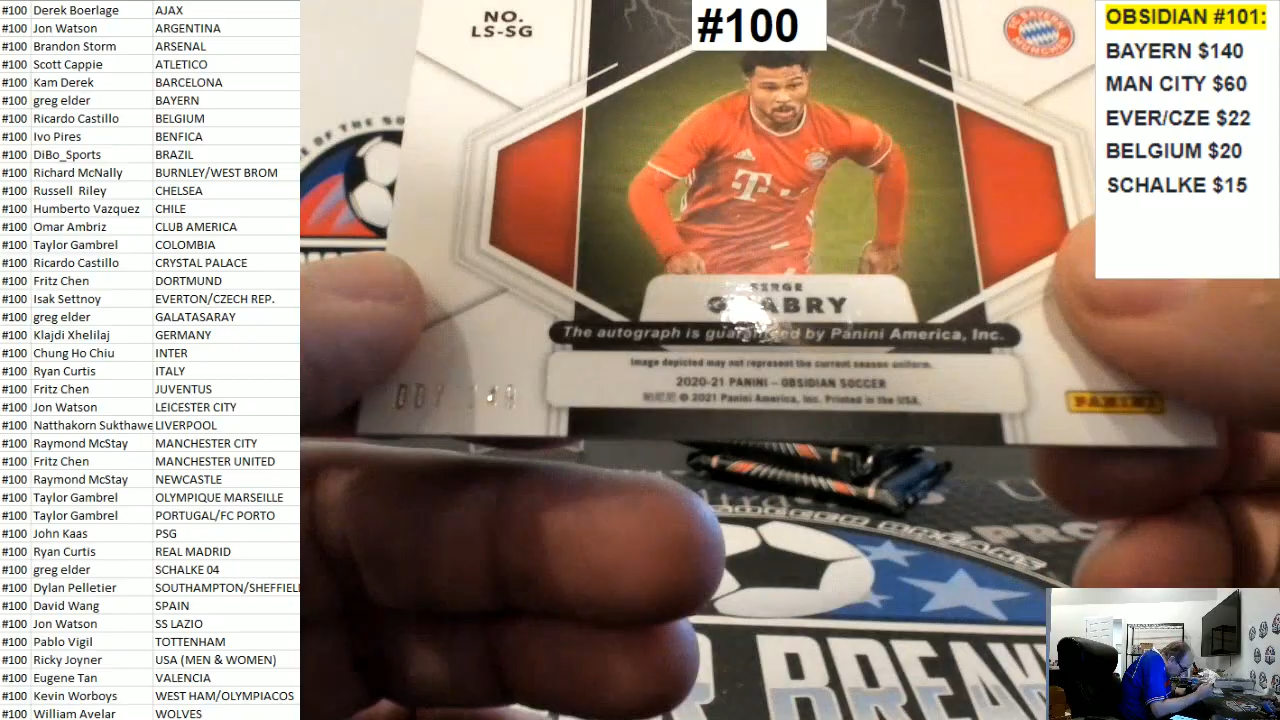 #100 Derek Boerlage AJAX
#100 Jon Watson ARGENTINA
#100 Brandon Storm ARSENAL
#100 Scott Cappie ATLETICO
#100 Kam Derek BARCELONA
#100 greg elder BAYERN
#100 Ricardo Castillo BELGIUM
#100 Ivo Pires BENFICA
#100 DiBo_Sports BRAZIL
#100 Richard McNally BURNLEY/WEST BROM
#100 Russell Riley CHELSEA
#100 Humberto Vazquez CHILE
#100 Omar Ambriz CLUB AMERICA
#100 Taylor Gambrel COLOMBIA
#100 Ricardo Castillo CRYSTAL PALACE
#100 Fritz Chen DORTMUND
#100 Isak Settnoy EVERTON/CZECH REP.
#100 greg elder GALATASARAY
#100 Klajdi Xhelilaj GERMANY
#100 Chung Ho Chiu INTER
#100 Ryan Curtis ITALY
#100 Fritz Chen JUVENTUS
#100 Jon Watson LEICESTER CITY
#100 Natthakorn Sukthawe LIVERPOOL
#100 Raymond McStay MANCHESTER CITY
#100 Fritz Chen MANCHESTER UNITED
#100 Raymond McStay NEWCASTLE
#100 Taylor Gambrel OLYMPIQUE MARSEILLE
#100 Taylor Gambrel PORTUGAL/FC PORTO
#100 John Kaas PSG
#100 Ryan Curtis REAL MADRID
#100 greg elder SCHALKE 04
#100 Dylan Pelletier SOUTHAMPTON/SHEFFIEL
#100 David Wang SPAIN
#100 Jon Watson SS LAZIO
#100 Pablo Vigil TOTTENHAM
#100 Ricky Joyner USA (MEN & WOMEN)
#100 Eugene Tan VALENCIA
#100 Kevin Worboys WEST HAM/OLYMPIACOS
#100 William Avelar WOLVES
#100
NO.
LS-SG
FC BAYERN
MÜNCHEN
T
SERGE
GNABRY
The autograph is guaranteed by Panini America, Inc.
Image depicted may not represent the current season uniform.
2020-21 PANINI – OBSIDIAN SOCCER
© 2021 Panini America, Inc. Printed in the USA.
PANINI
OF THE
BREAKS
OBSIDIAN #101:
BAYERN $140
MAN CITY $60
EVER/CZE $22
BELGIUM $20
SCHALKE $15